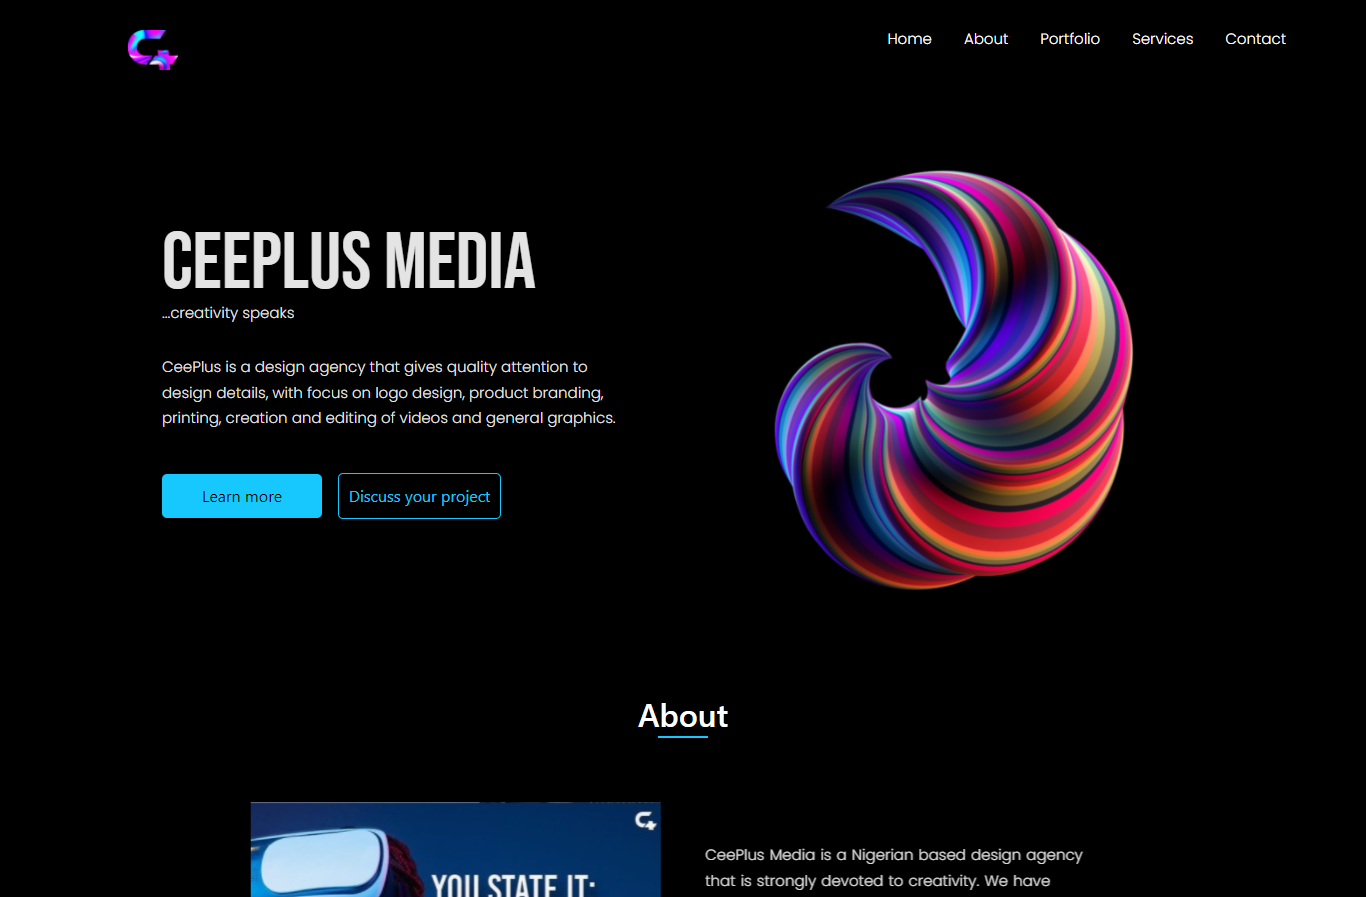 Home About Portfolio Services Contact
CEEPLUS MEDIA
...creativity speaks
CeePlus is a design agency that gives quality attention to
design details, with focus on logo design, product branding,
printing, creation and editing of videos and general graphics.
Learn more Discuss your project
About
YOU STATE IT:
CeePlus Media is a Nigerian based design agency
that is strongly devoted to creativity. We have